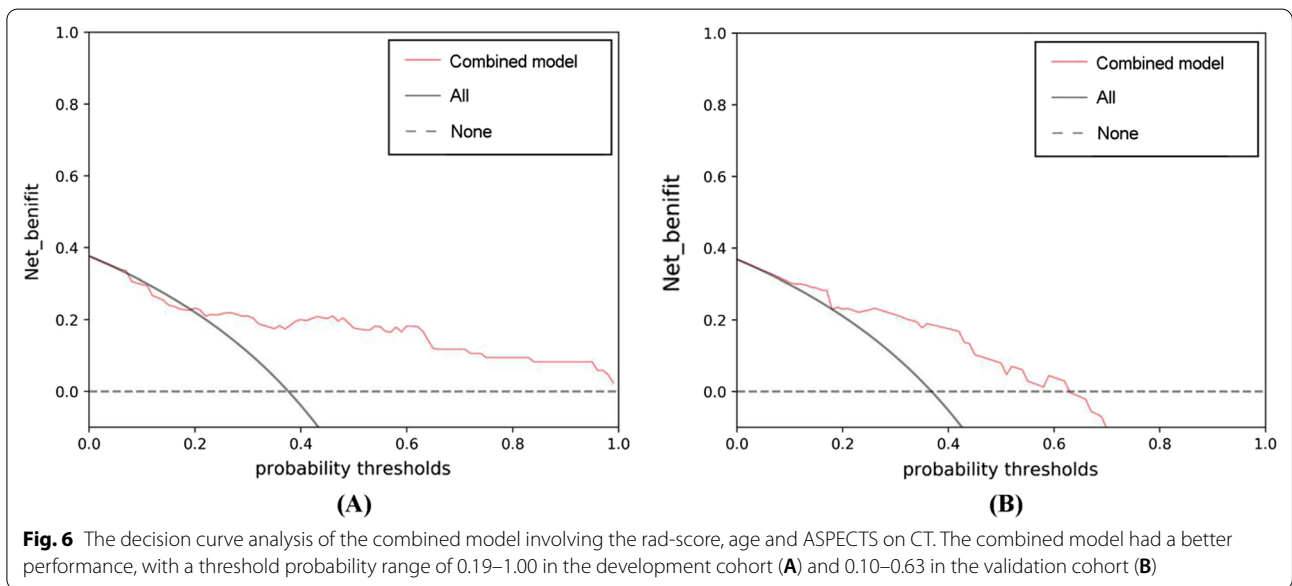 1.0
0.8
0.6
0.4
0.2
0.0
Net_benifit
Combined model
All
None
0.0 0.2 0.4 0.6 0.8 1.0
probability thresholds
(A)
1.0
0.8
0.6
0.4
0.2
0.0
Net_benifit
Combined model
All
None
0.0 0.2 0.4 0.6 0.8 1.0
probability thresholds
(B)
Fig. 6 The decision curve analysis of the combined model involving the rad-score, age and ASPECTS on CT. The combined model had a better
performance, with a threshold probability range of 0.19–1.00 in the development cohort (A) and 0.10–0.63 in the validation cohort (B)